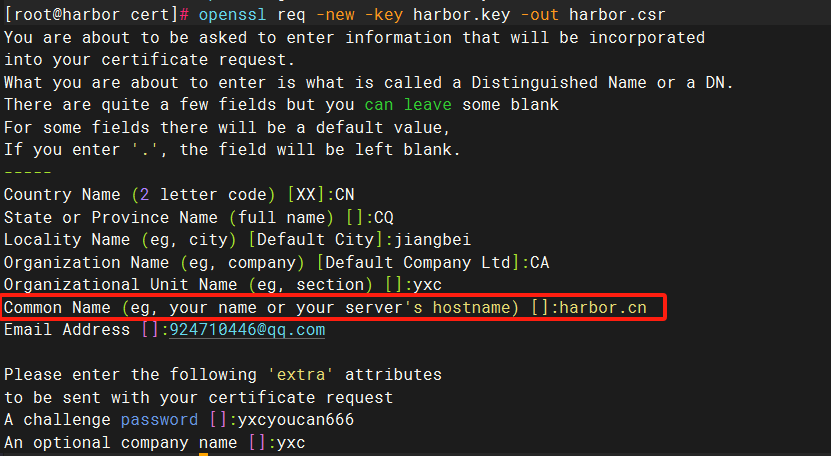 [root@harbor cert]# openssl req -new -key harbor.key -out harbor.csr
You are about to be asked to enter information that will be incorporated
into your certificate request.
What you are about to enter is what is called a Distinguished Name or a DN.
There are quite a few fields but you can leave some blank
For some fields there will be a default value,
If you enter '.', the field will be left blank.
-----
Country Name (2 letter code) [XX]:CN
State or Province Name (full name) []:CQ
Locality Name (eg, city) [Default City]:jiangbei
Organization Name (eg, company) [Default Company Ltd]:CA
Organizational Unit Name (eg, section) []:yxc
Common Name (eg, your name or your server's hostname) []:harbor.cn
Email Address []:924710446@qq.com

Please enter the following 'extra' attributes
to be sent with your certificate request
A challenge password []:yxcyoucan666
An optional company name []:yxc